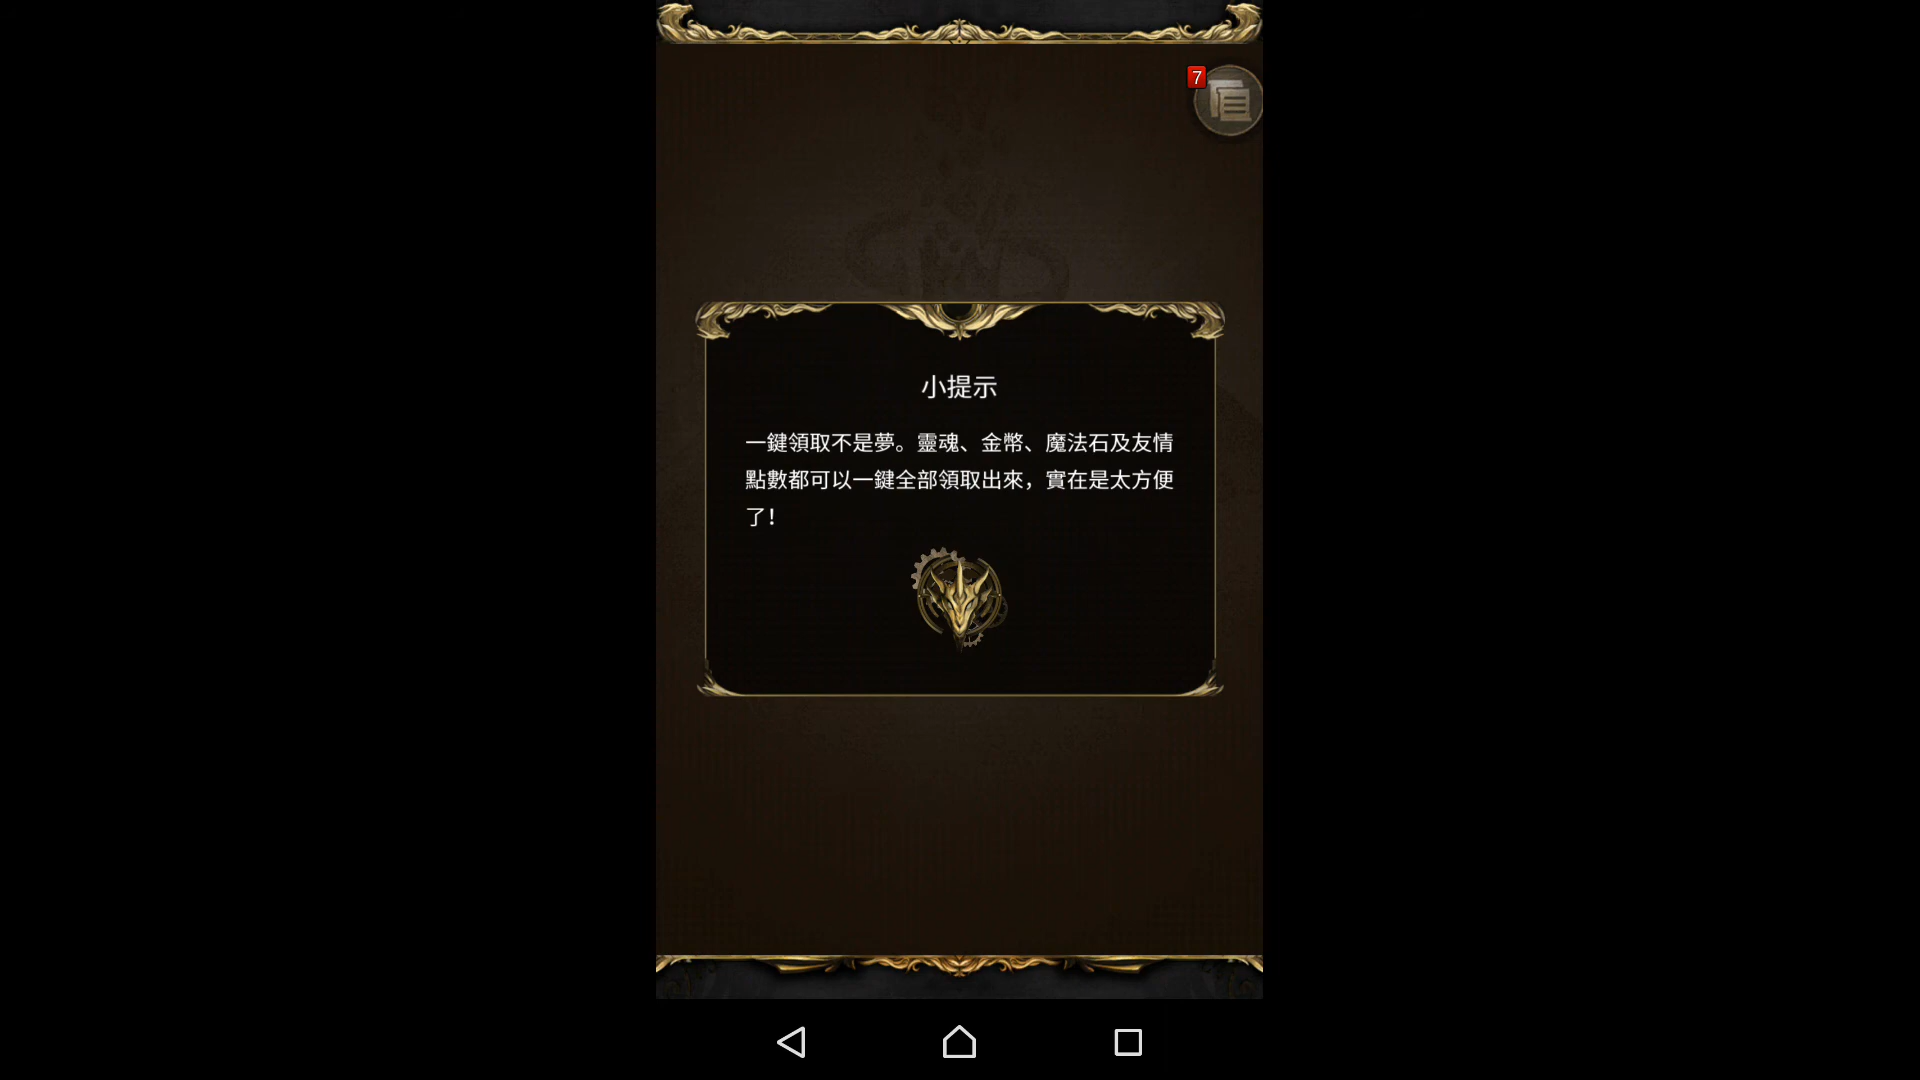 7
小提示
一鍵領取不是夢。靈魂、金幣、魔法石及友情
點數都可以一鍵全部領取出來，實在是太方便
了！